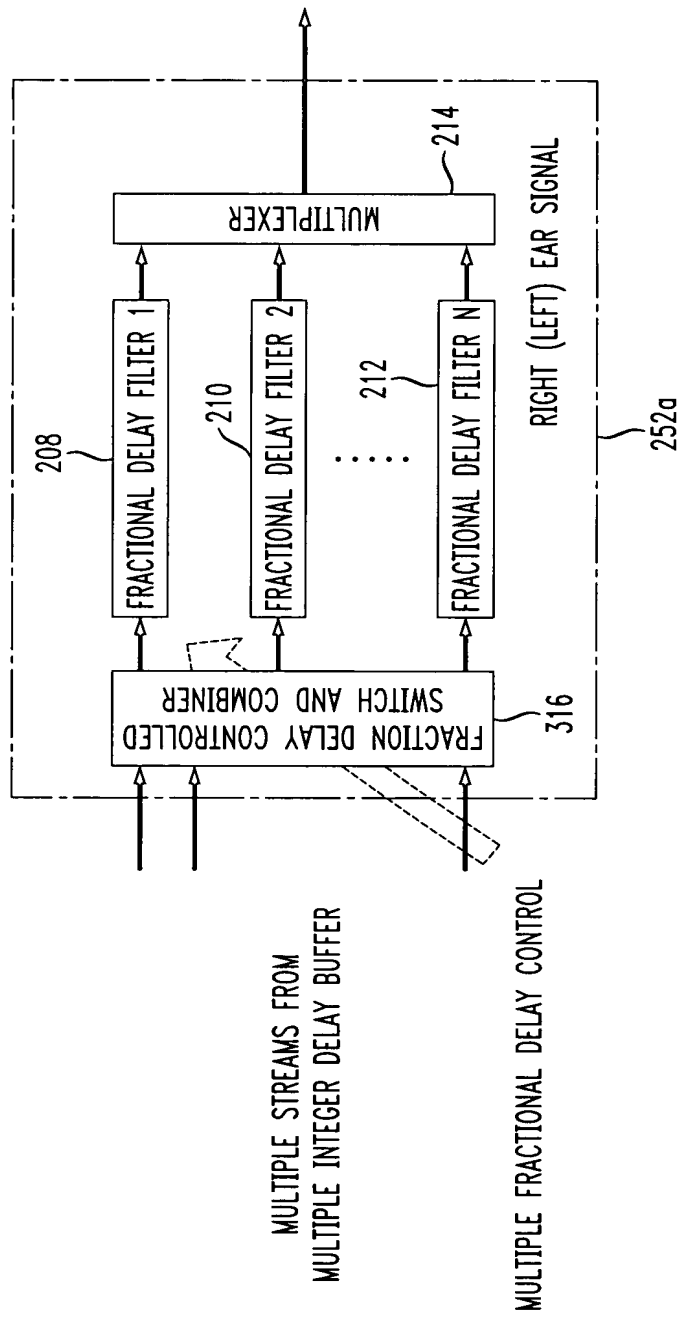 MULTIPLE STREAMS FROM
MULTIPLE INTEGER DELAY BUFFER
MULTIPLE FRACTIONAL DELAY CONTROL
FRACTION DELAY CONTROLLED
SWITCH AND COMBINER
316
208
FRACTIONAL DELAY FILTER 1
210
FRACTIONAL DELAY FILTER 2
.....
212
FRACTIONAL DELAY FILTER N
MULTIPLEXER
214
RIGHT (LEFT) EAR SIGNAL
252a